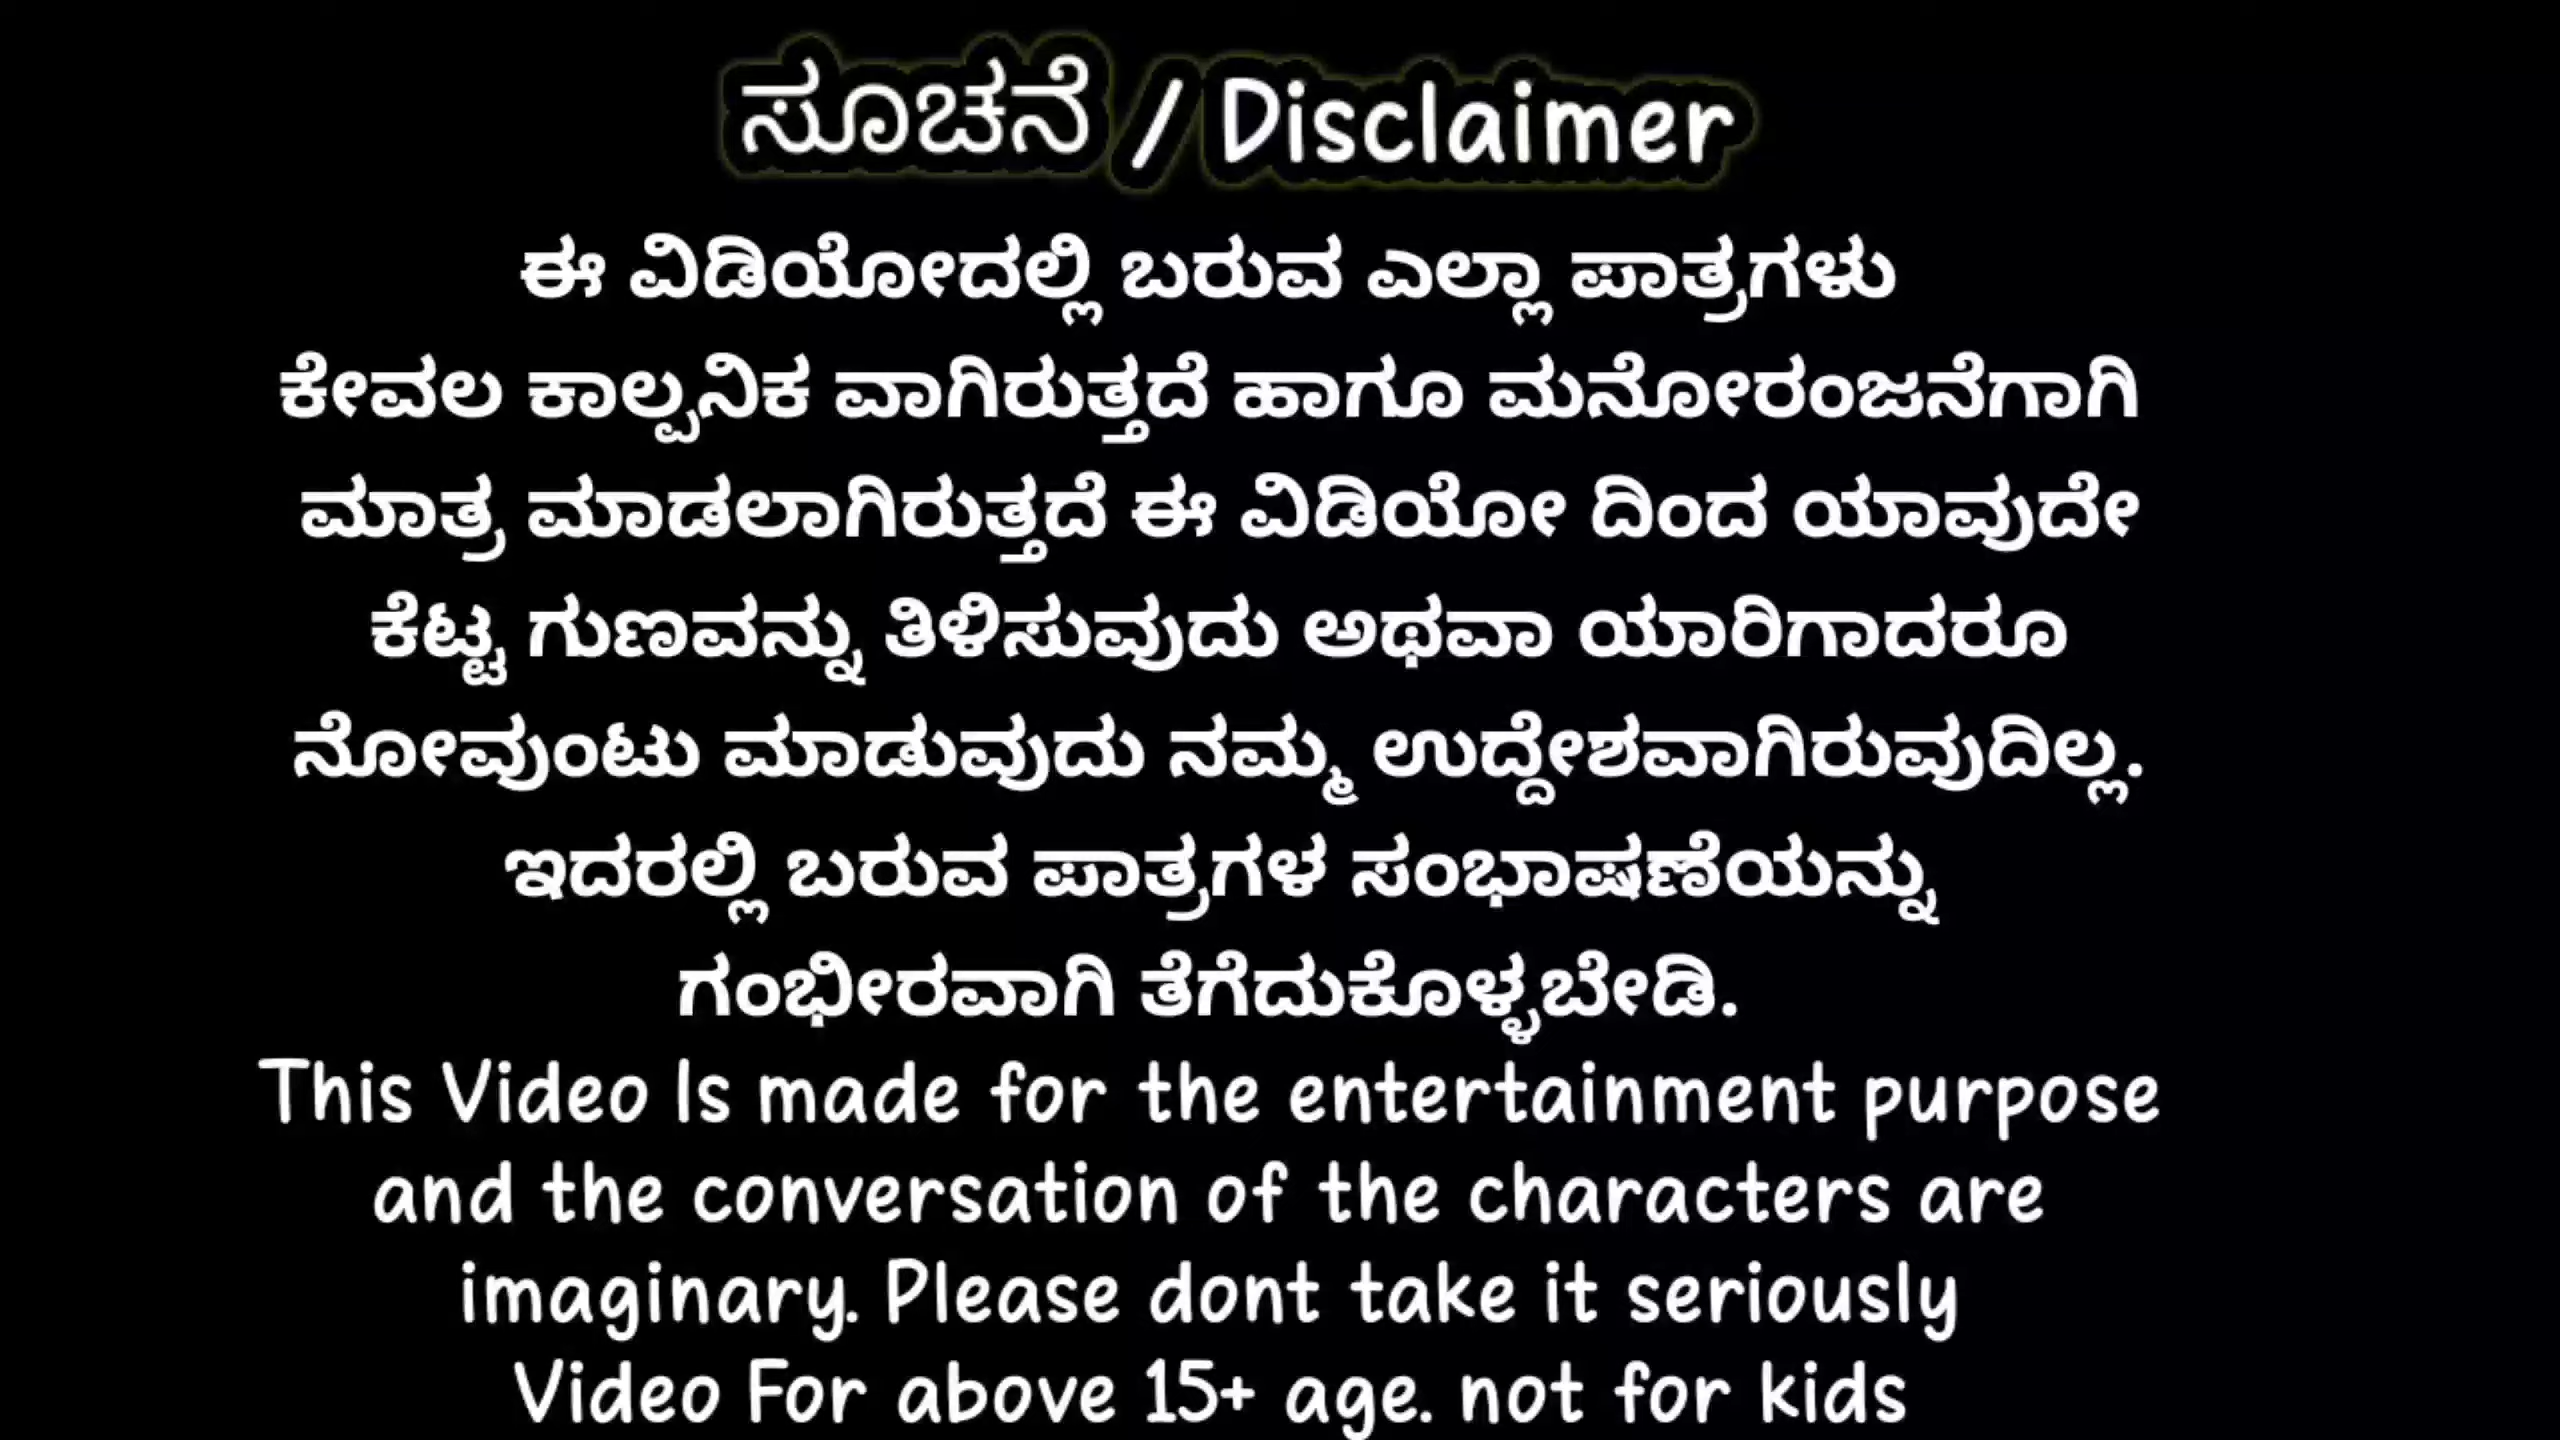 ಸೂಚನೆ / Disclaimer
ಈ ವಿಡಿಯೋದಲ್ಲಿ ಬರುವ ಎಲ್ಲಾ ಪಾತ್ರಗಳು
ಕೇವಲ ಕಾಲ್ಪನಿಕ ವಾಗಿರುತ್ತದೆ ಹಾಗೂ ಮನೋರಂಜನೆಗಾಗಿ
ಮಾತ್ರ ಮಾಡಲಾಗಿರುತ್ತದೆ ಈ ವಿಡಿಯೋ ದಿಂದ ಯಾವುದೇ
ಕೆಟ್ಟ ಗುಣವನ್ನು ತಿಳಿಸುವುದು ಅಥವಾ ಯಾರಿಗಾದರೂ
ನೋವುಂಟು ಮಾಡುವುದು ನಮ್ಮ ಉದ್ದೇಶವಾಗಿರುವುದಿಲ್ಲ.
ಇದರಲ್ಲಿ ಬರುವ ಪಾತ್ರಗಳ ಸಂಭಾಷಣೆಯನ್ನು
ಗಂಭೀರವಾಗಿ ತೆಗೆದುಕೊಳ್ಳಬೇಡಿ.
This Video Is made for the entertainment purpose
and the conversation of the characters are
imaginary. Please dont take it seriously
Video For above 15+ age. not for kids